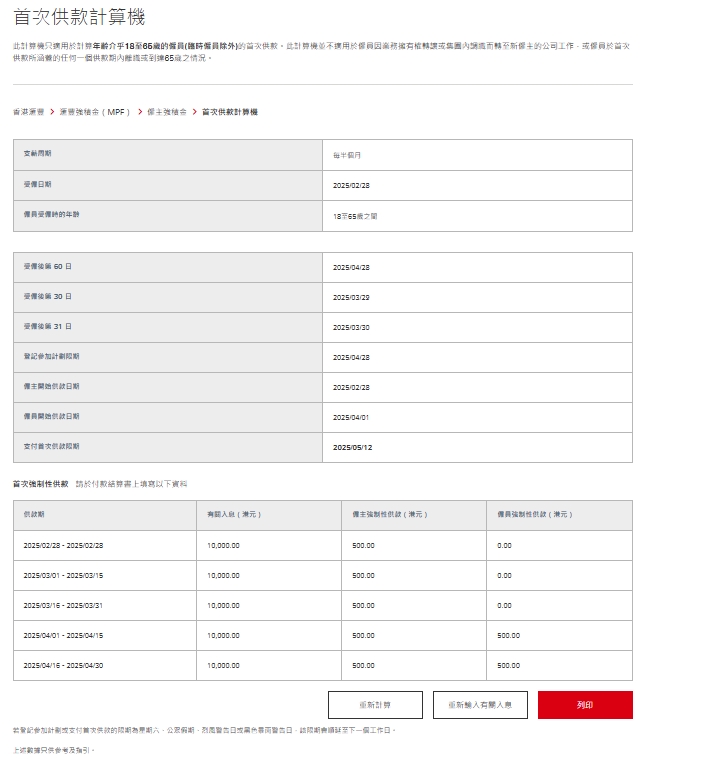 首次供款計算機
此計算機只適用於計算年齡介乎18至65歲的僱員(臨時僱員除外)的首次供款。此計算機並不適用於僱員因業務擁有權轉讓或集團內調職而轉至新僱主的公司工作，或僱員於首次
供款所涵蓋的任何一個供款期內離職或到達65歲之情況。
香港滙豐 > 滙豐強積金 ( MPF ) > 僱主強積金 > 首次供款計算機
支薪周期 每半個月
受僱日期 2025/02/28
僱員受僱時的年齡 18至65歲之間
受僱後第 60 日 2025/04/28
受僱後第 30 日 2025/03/29
受僱後第 31 日 2025/03/30
登記參加計劃限期 2025/04/28
僱主開始供款日期 2025/02/28
僱員開始供款日期 2025/04/01
支付首次供款限期 2025/05/12
首次強制性供款 請於付款結算書上填寫以下資料
供款期 有關入息 ( 港元 ) 僱主強制性供款 ( 港元 ) 僱員強制性供款 ( 港元 )
2025/02/28 - 2025/02/28 10,000.00 500.00 0.00
2025/03/01 - 2025/03/15 10,000.00 500.00 0.00
2025/03/16 - 2025/03/31 10,000.00 500.00 0.00
2025/04/01 - 2025/04/15 10,000.00 500.00 500.00
2025/04/16 - 2025/04/30 10,000.00 500.00 500.00
重新計算 重新輸入有關入息 列印
若登記參加計劃或支付首次供款的限期為星期六、公眾假期、烈風警告日或黑色暴雨警告日，該限期會順延至下一個工作日。
上述數據只供參考及指引。